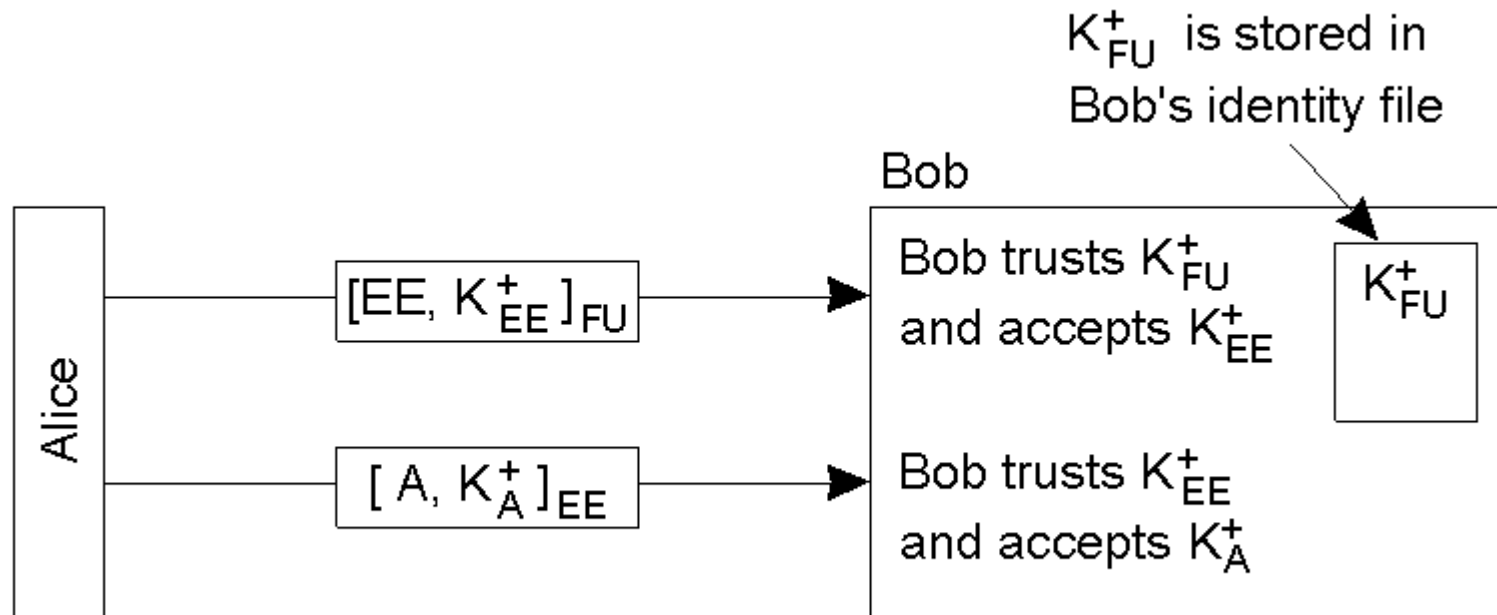 K⁺FU is stored in
Bob's identity file
Bob
Alice
[EE, K⁺EE ]FU
Bob trusts K⁺FU
and accepts K⁺EE
K⁺FU
[ A, K⁺A ]EE
Bob trusts K⁺EE
and accepts K⁺A